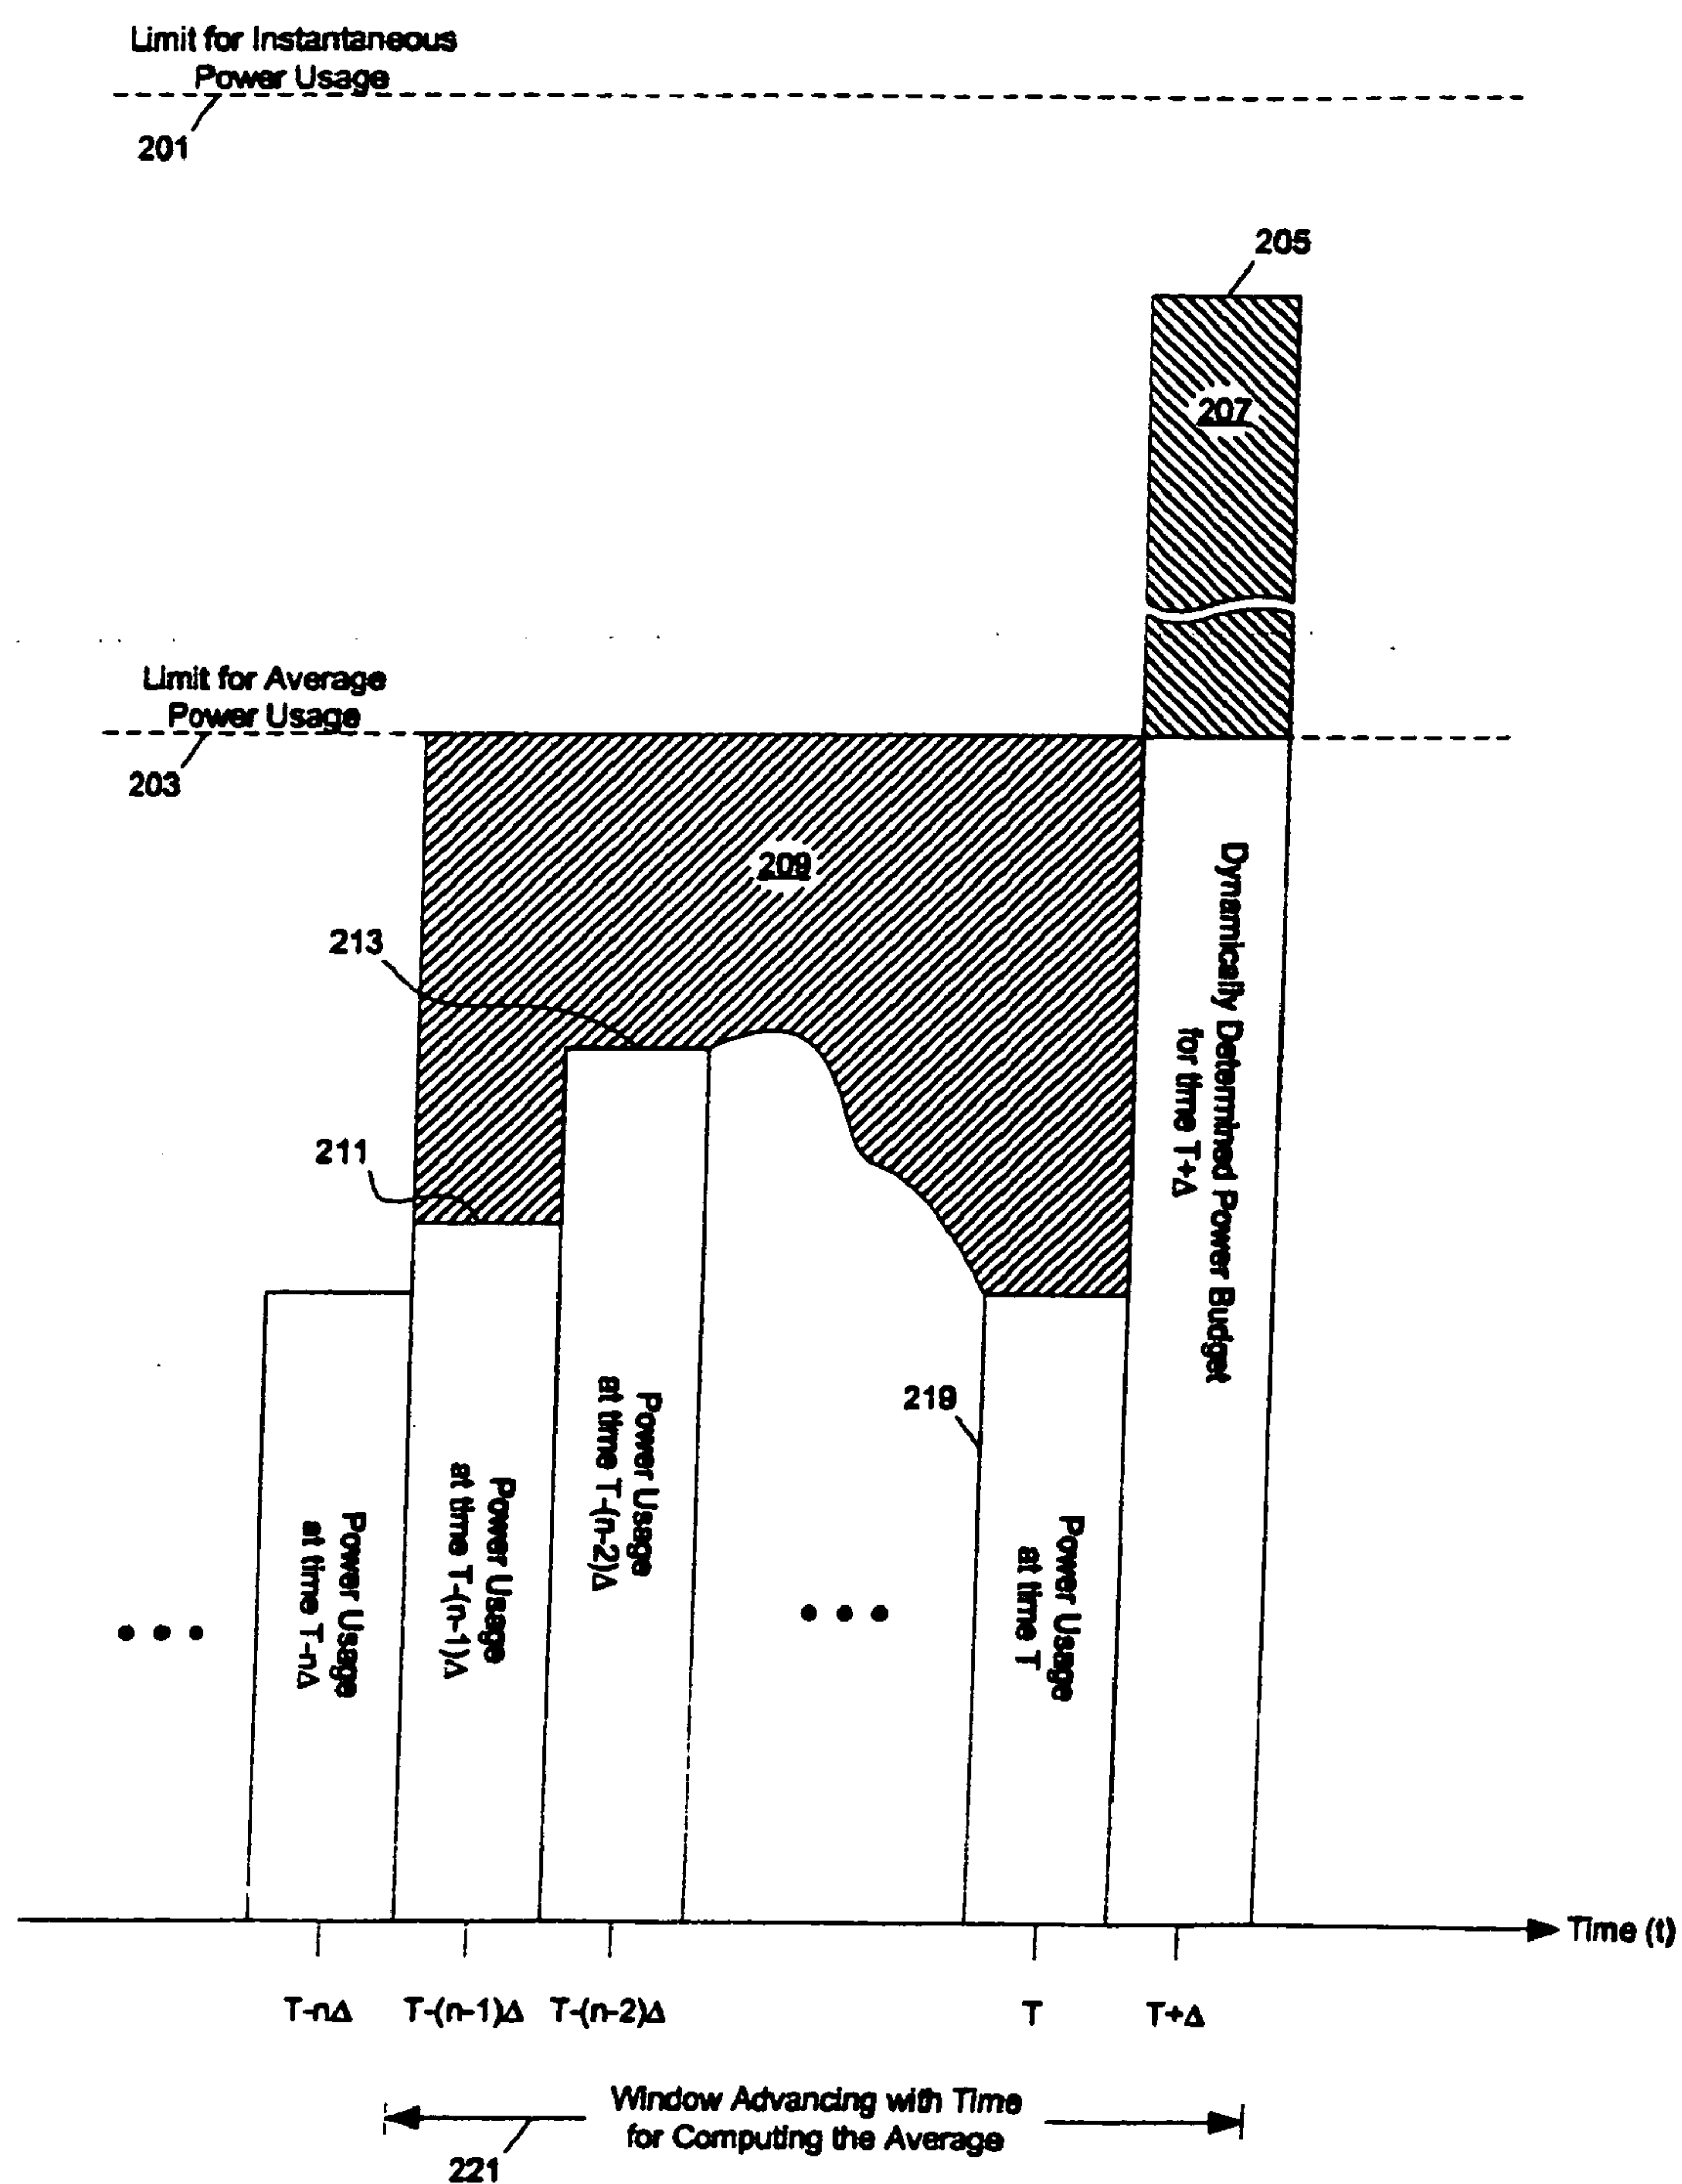 Limit for Instantaneous
Power Usage
201
205
207
Limit for Average
Power Usage
203
209
213
211
219
Dynamically Determined Power Budget
for time T+Δ
Power Usage
at time T-nΔ
Power Usage
at time T-(n-1)Δ
Power Usage
at time T-(n-2)Δ
Power Usage
at time T
Time (t)
T-nΔ
T-(n-1)Δ
T-(n-2)Δ
T
T+Δ
Window Advancing with Time
for Computing the Average
221